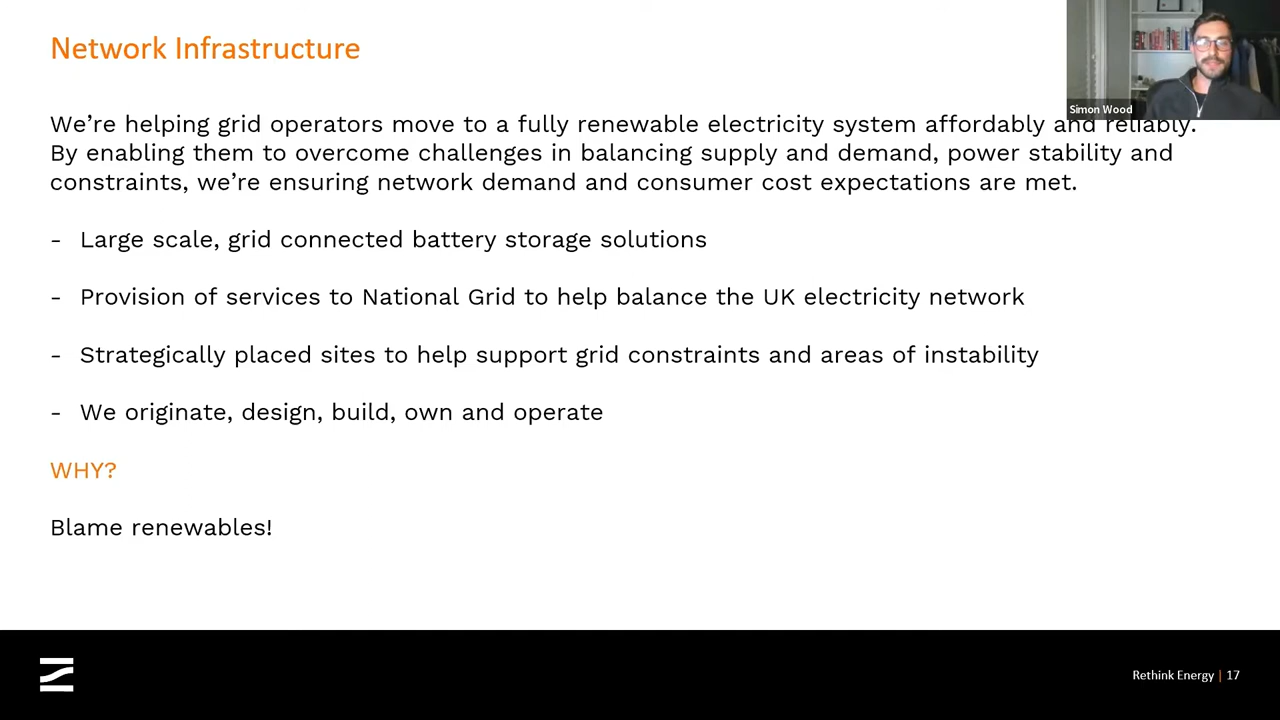 Network Infrastructure
Simon Wood
We’re helping grid operators move to a fully renewable electricity system affordably and reliably.
By enabling them to overcome challenges in balancing supply and demand, power stability and
constraints, we’re ensuring network demand and consumer cost expectations are met.
- Large scale, grid connected battery storage solutions
- Provision of services to National Grid to help balance the UK electricity network
- Strategically placed sites to help support grid constraints and areas of instability
- We originate, design, build, own and operate
WHY?
Blame renewables!
Rethink Energy | 17